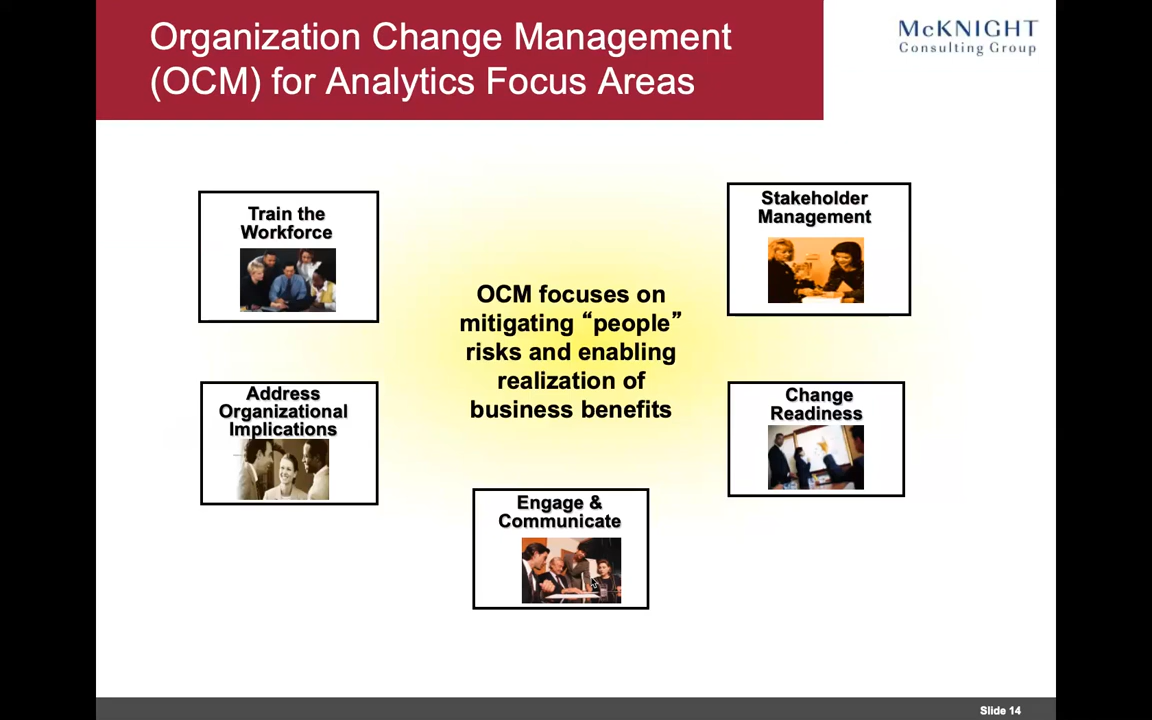 Organization Change Management
(OCM) for Analytics Focus Areas
McKNIGHT
Consulting Group
Train the
Workforce
Stakeholder
Management
OCM focuses on
mitigating “people”
risks and enabling
realization of
business benefits
Address
Organizational
Implications
Change
Readiness
Engage &
Communicate
Slide 14